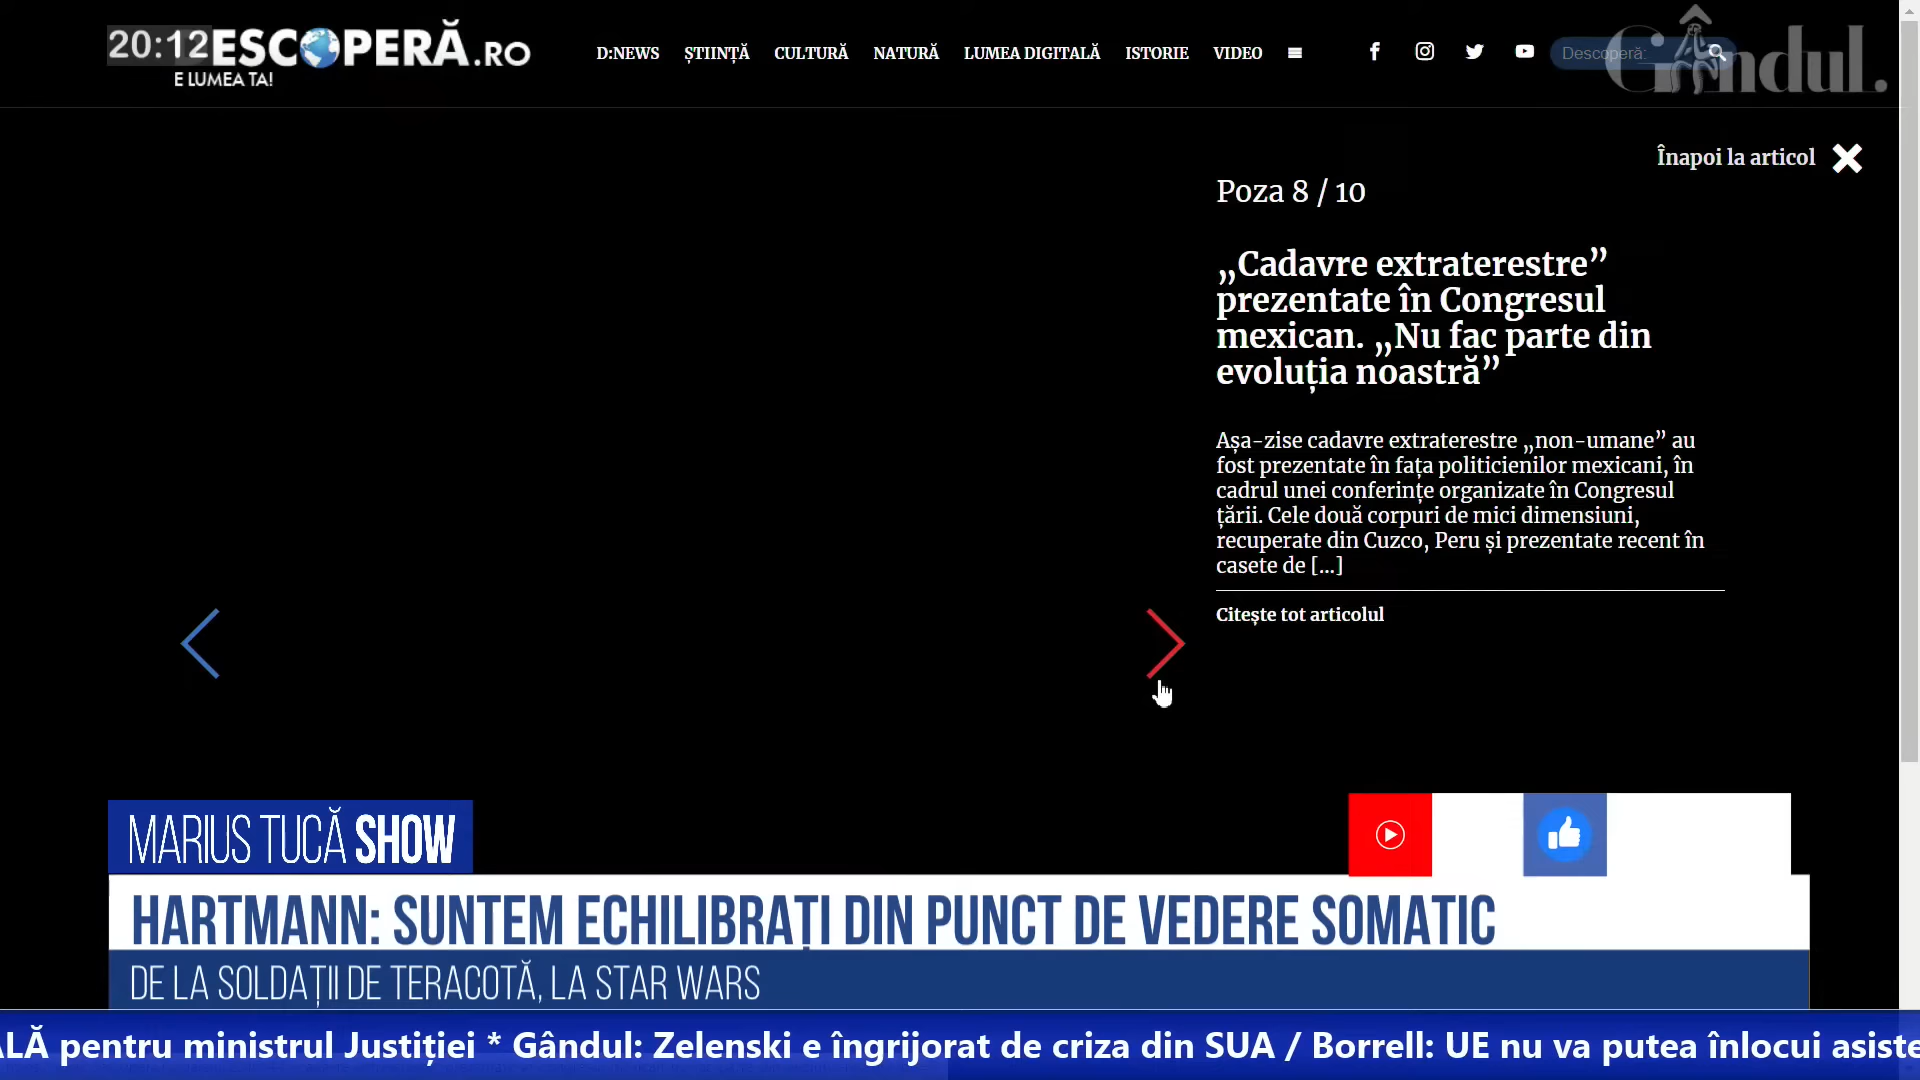 20:12 ESCOPERĂ.RO
E LUMEA TA!
D:NEWS ȘTIINȚĂ CULTURĂ NATURĂ LUMEA DIGITALĂ ISTORIE VIDEO
Descoperă:
Gândul.
Înapoi la articol
Poza 8 / 10
„Cadavre extraterestre”
prezentate în Congresul
mexican. „Nu fac parte din
evoluția noastră”
Așa-zise cadavre extraterestre „non-umane” au
fost prezentate în fața politicienilor mexicani, în
cadrul unei conferințe organizate în Congresul
țării. Cele două corpuri de mici dimensiuni,
recuperate din Cuzco, Peru și prezentate recent în
casete de [...]
Citește tot articolul
MARIUS TUCĂ SHOW
HARTMANN: SUNTEM ECHILIBRAȚI DIN PUNCT DE VEDERE SOMATIC
DE LA SOLDAȚII DE TERACOTĂ, LA STAR WARS
LĂ pentru ministrul Justiției * Gândul: Zelenski e îngrijorat de criza din SUA / Borrell: UE nu va putea înlocui asiste